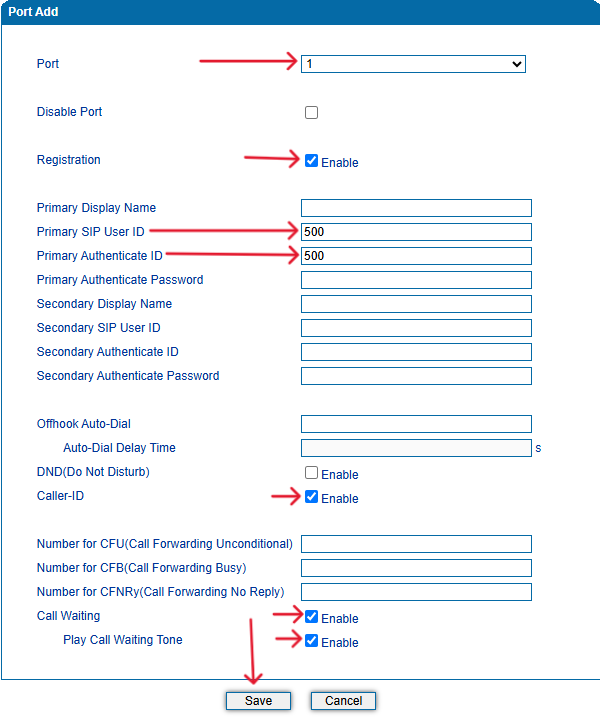 Port Add
Port 1
Disable Port
Registration Enable
Primary Display Name
Primary SIP User ID 500
Primary Authenticate ID 500
Primary Authenticate Password
Secondary Display Name
Secondary SIP User ID
Secondary Authenticate ID
Secondary Authenticate Password
Offhook Auto-Dial
Auto-Dial Delay Time s
DND(Do Not Disturb) Enable
Caller-ID Enable
Number for CFU(Call Forwarding Unconditional)
Number for CFB(Call Forwarding Busy)
Number for CFNRy(Call Forwarding No Reply)
Call Waiting Enable
Play Call Waiting Tone Enable
Save Cancel